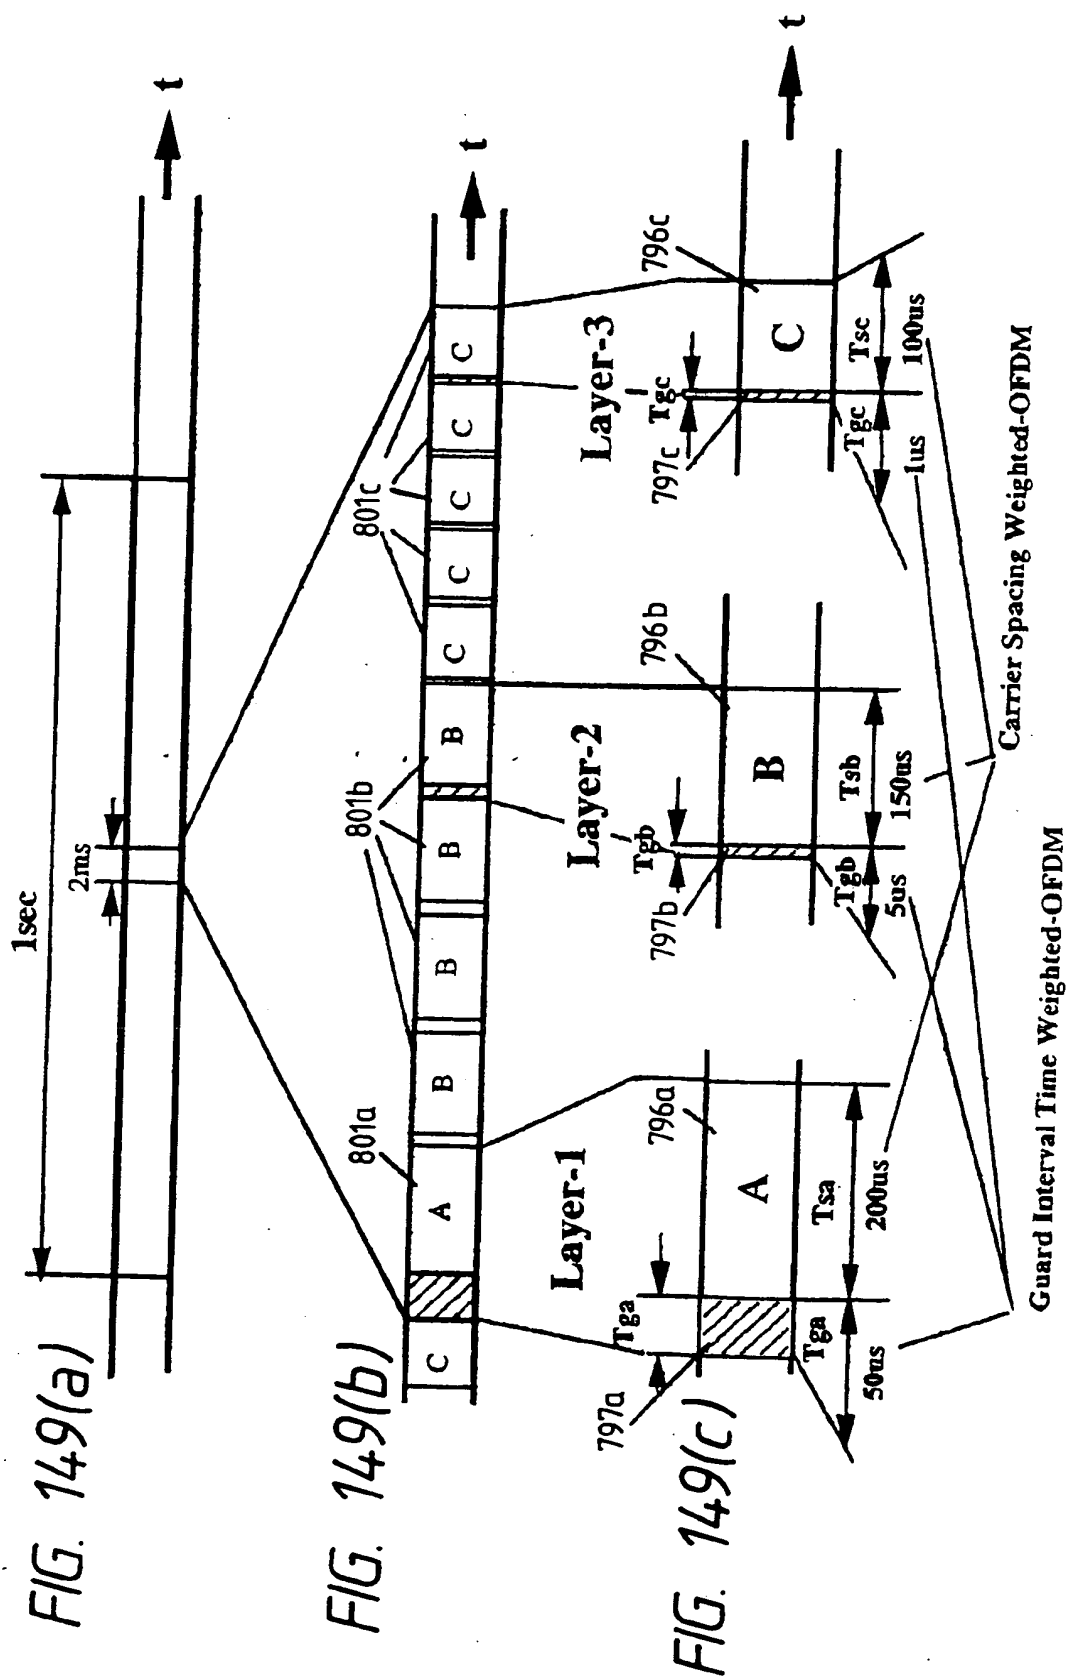 FIG. 149(a)
1sec
2ms
t
FIG. 149(b)
801a
801b
801c
C
A
B
B
B
B
C
C
C
C
C
t
Layer-1
Layer-2
Layer-3
FIG. 149(c)
797a
Tga
796a
A
Tga
50us
Tsa
200us
797b
Tgb
796b
B
Tgb
5us
Tsb
150us
797c
Tgc
796c
C
Tgc
1us
Tsc
100us
t
Carrier Spacing Weighted-OFDM
Guard Interval Time Weighted-OFDM